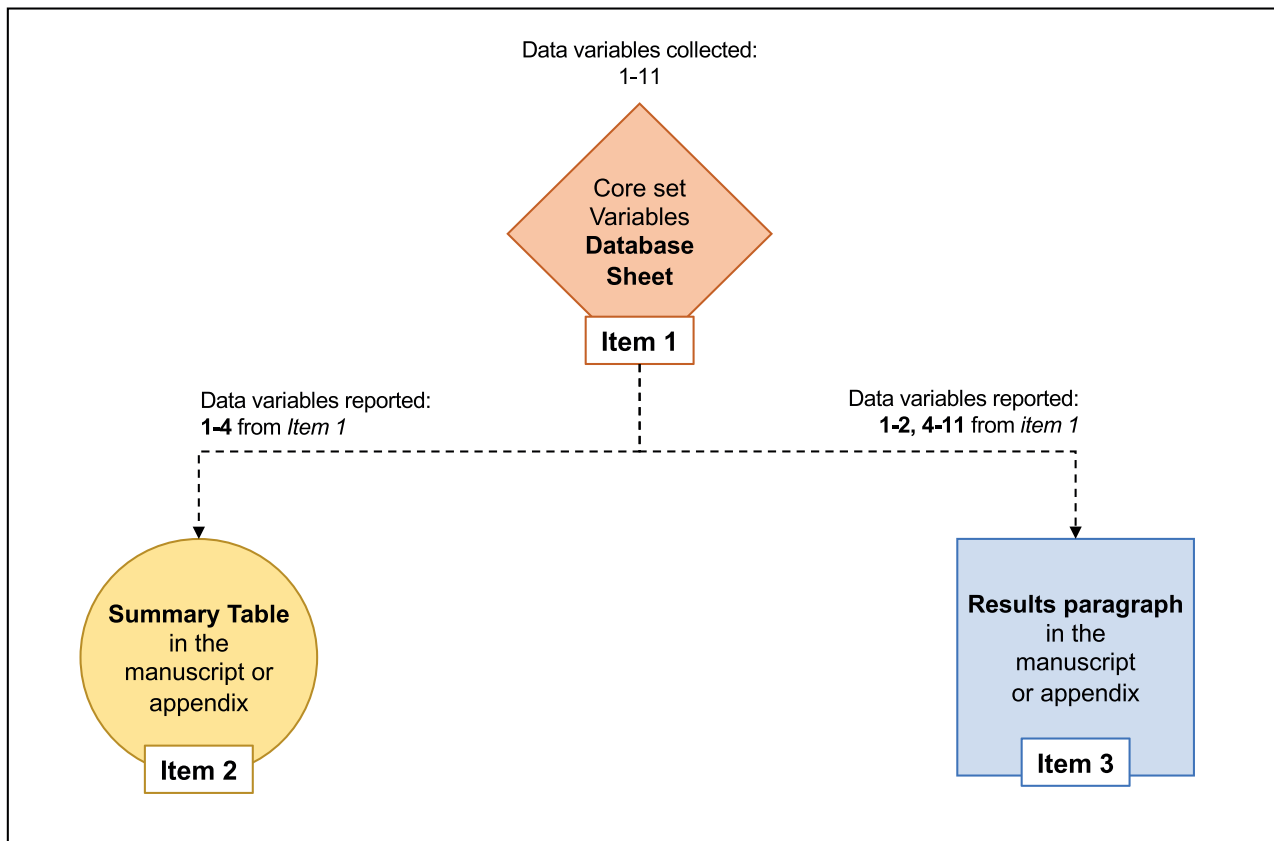 Data variables collected:
1-11
Core set
Variables
Database
Sheet
Item 1
Data variables reported:
1-4 from Item 1
Data variables reported:
1-2, 4-11 from item 1
Summary Table
in the
manuscript or
appendix
Item 2
Results paragraph
in the
manuscript
or appendix
Item 3